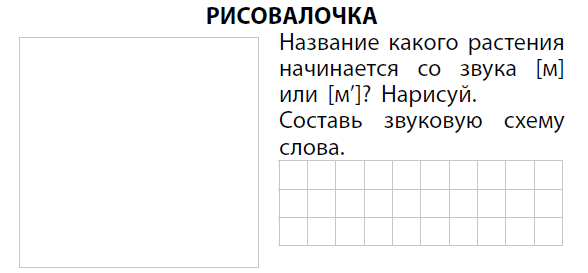 РИСОВАЛОЧКА
Название какого растения
начинается со звука [м]
или [м’]? Нарисуй.
Составь звуковую схему
слова.